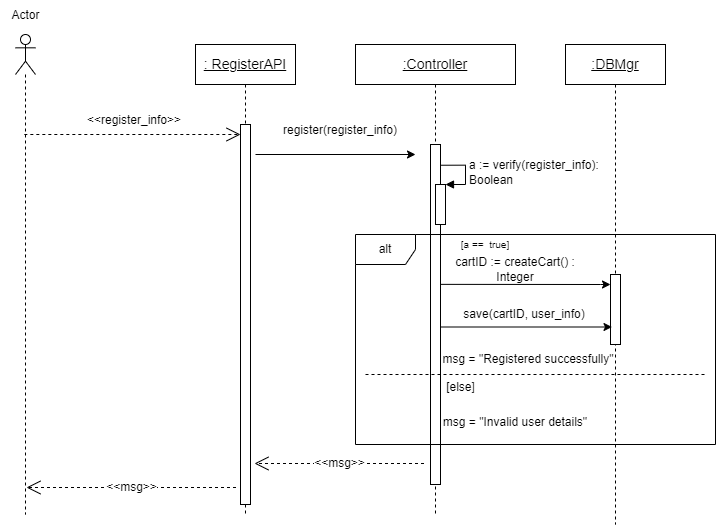 Actor
: RegisterAPI
:Controller
:DBMgr
<<register_info>>
register(register_info)
a := verify(register_info):
Boolean
alt
[a == true]
cartID := createCart() :
Integer
save(cartID, user_info)
msg = "Registered successfully"
[else]
msg = "Invalid user details"
<<msg>>
<<msg>>